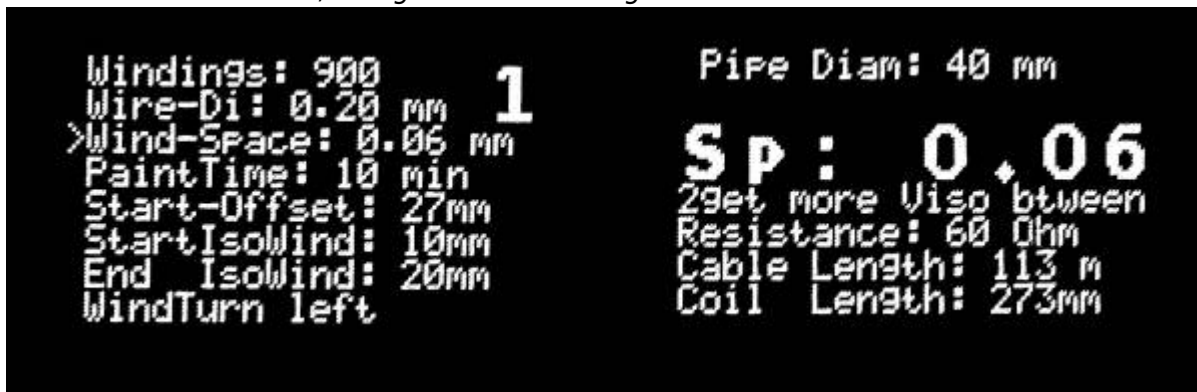 Windings: 900
1
Wire-Di: 0.20 mm
>Wind-Space: 0.06 mm
PaintTime: 10 min
Start-Offset: 27mm
StartIsoWind: 10mm
End IsoWind: 20mm
WindTurn left
Pipe Diam: 40 mm
Sp: 0.06
2get more Viso btween
Resistance: 60 Ohm
Cable Length: 113 m
Coil Length: 273mm